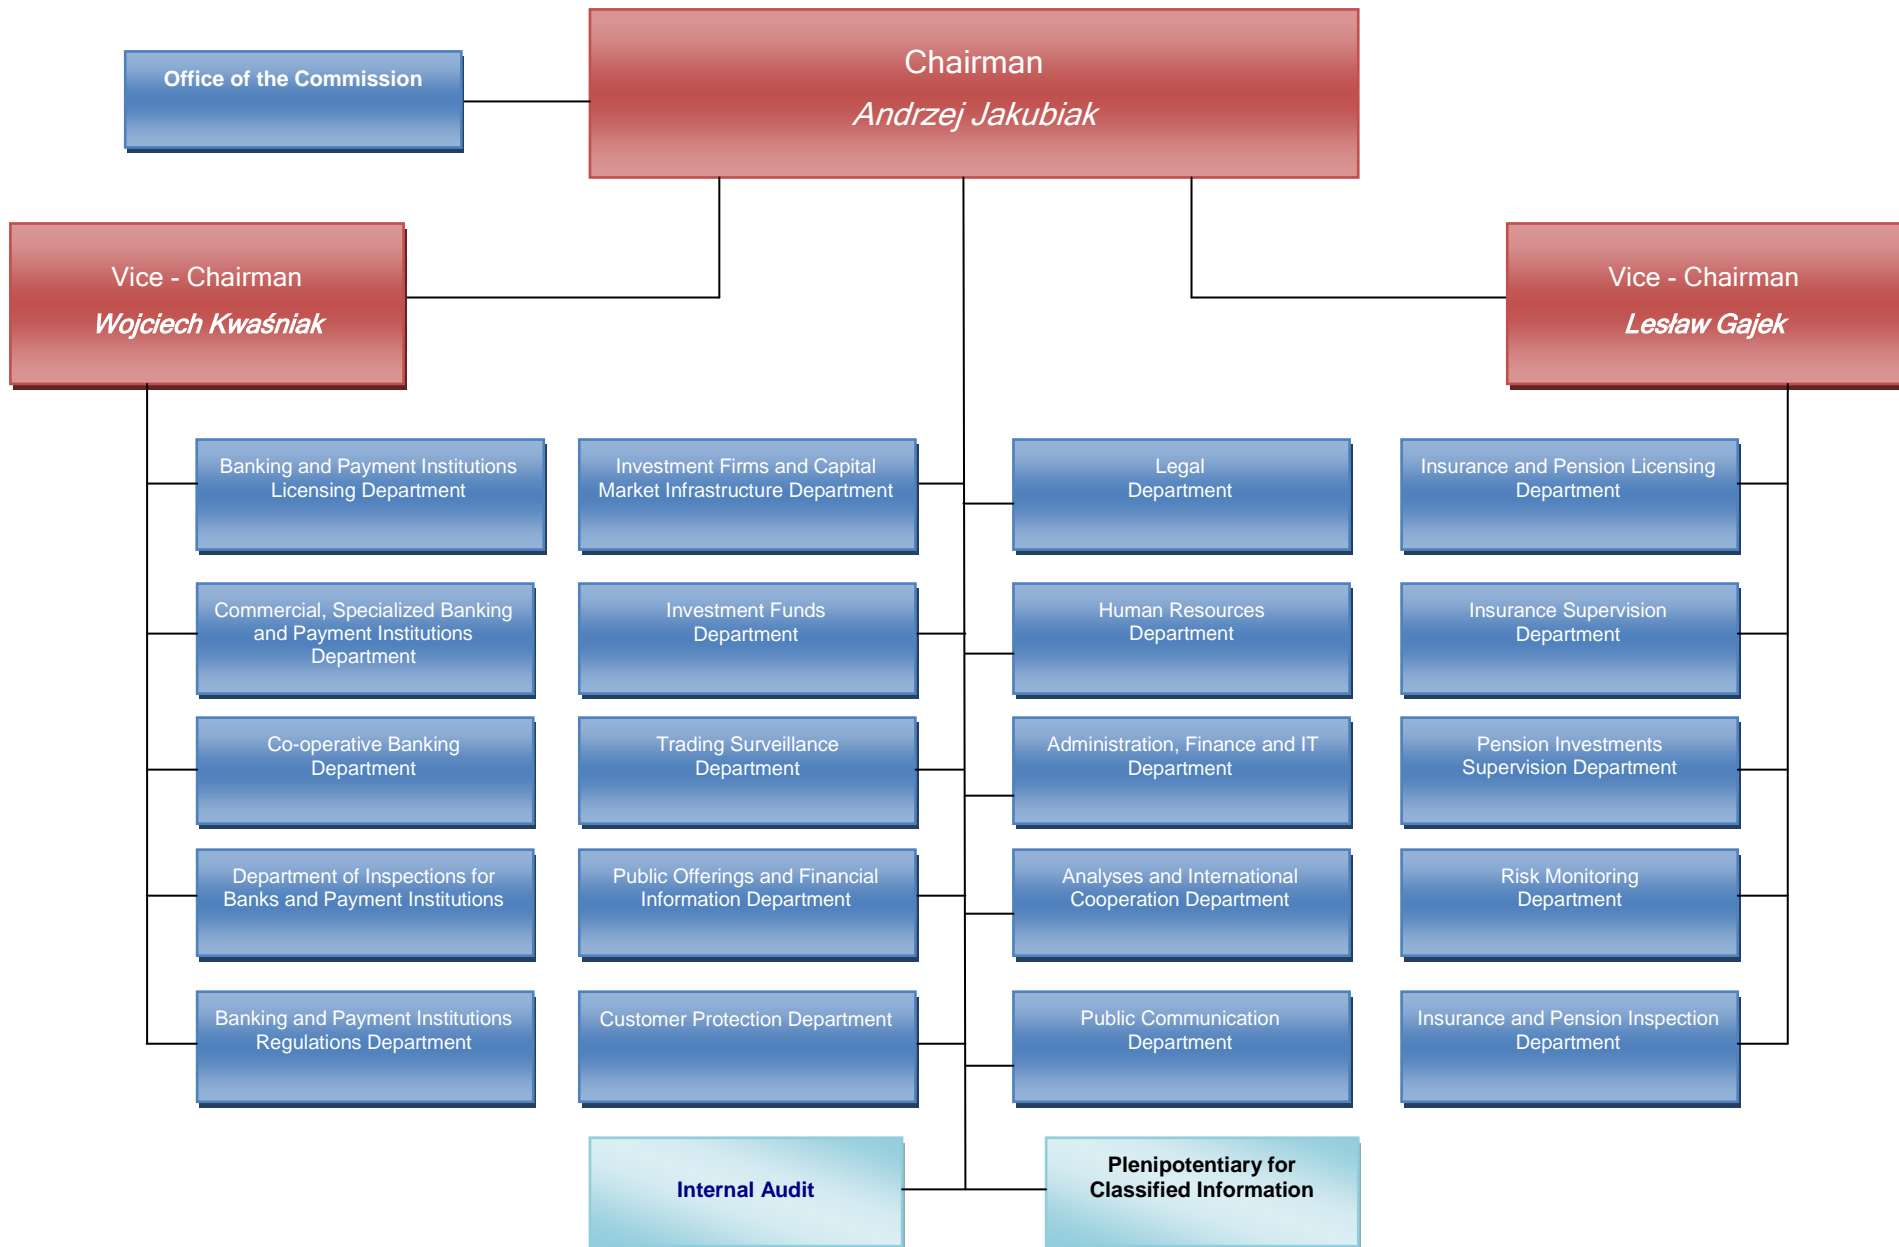 Office of the Commission
Chairman
Andrzej Jakubiak
Vice - Chairman
Wojciech Kwaśniak
Vice - Chairman
Lesław Gajek
Banking and Payment Institutions
Licensing Department
Investment Firms and Capital
Market Infrastructure Department
Legal
Department
Insurance and Pension Licensing
Department
Commercial, Specialized Banking
and Payment Institutions
Department
Investment Funds
Department
Human Resources
Department
Insurance Supervision
Department
Co-operative Banking
Department
Trading Surveillance
Department
Administration, Finance and IT
Department
Pension Investments
Supervision Department
Department of Inspections for
Banks and Payment Institutions
Public Offerings and Financial
Information Department
Analyses and International
Cooperation Department
Risk Monitoring
Department
Banking and Payment Institutions
Regulations Department
Customer Protection Department
Public Communication
Department
Insurance and Pension Inspection
Department
Internal Audit
Plenipotentiary for
Classified Information